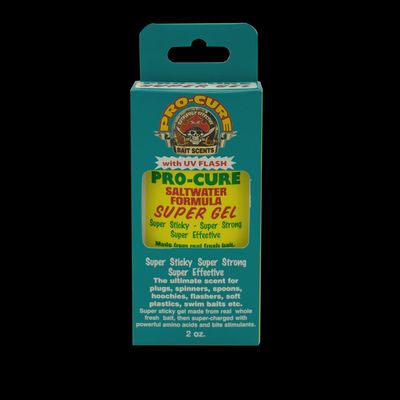 PRO-CURE
BAIT SCENTS
with UV FLASH
PRO-CURE
SALTWATER
FORMULA
SUPER GEL
Super Sticky - Super Strong
Super Effective
Made from real fresh bait.
Super Sticky Super Strong
Super Effective
The ultimate scent for
plugs, spinners, spoons,
hoochies, flashers, soft
plastics, swim baits etc.
Super sticky gel made from real whole
fresh bait, then super-charged with
powerful amino acids and bite stimulants.
2 oz.